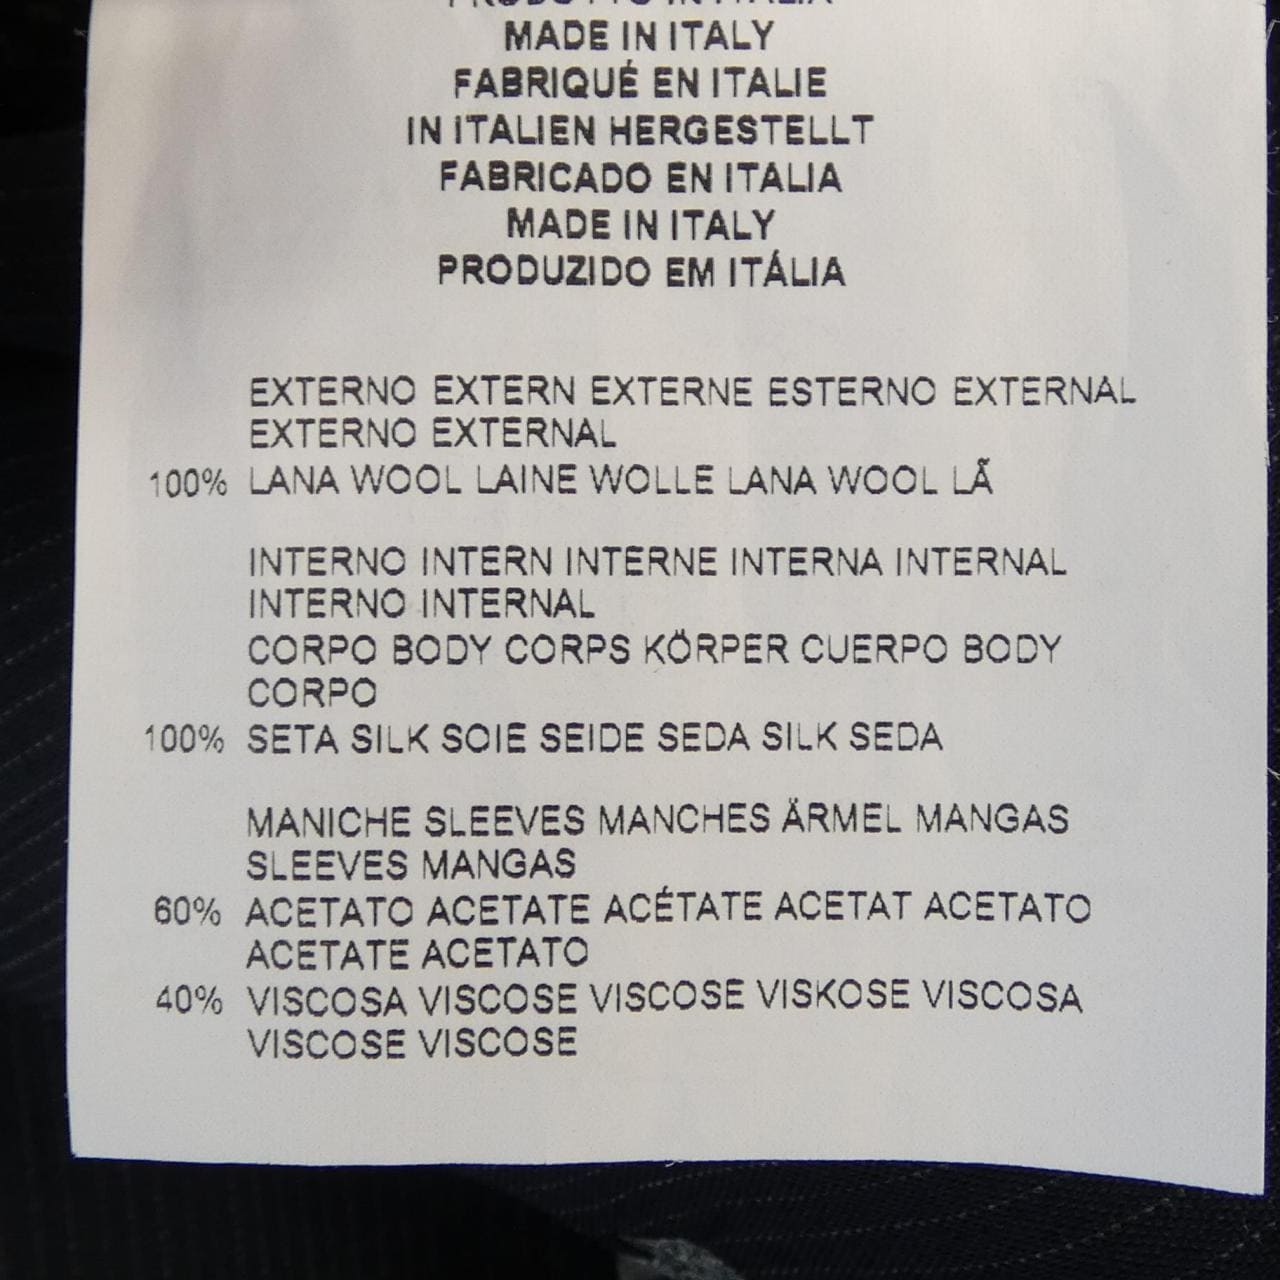 PRODOTTO IN ITALIA
MADE IN ITALY
FABRIQUÉ EN ITALIE
IN ITALIEN HERGESTELLT
FABRICADO EN ITALIA
MADE IN ITALY
PRODUZIDO EM ITÁLIA
EXTERNO EXTERN EXTERNE ESTERNO EXTERNAL
EXTERNO EXTERNAL
100% LANA WOOL LAINE WOLLE LANA WOOL LÃ
INTERNO INTERN INTERNE INTERNA INTERNAL
INTERNO INTERNAL
CORPO BODY CORPS KÖRPER CUERPO BODY
CORPO
100% SETA SILK SOIE SEIDE SEDA SILK SEDA
MANICHE SLEEVES MANCHES ÄRMEL MANGAS
SLEEVES MANGAS
60% ACETATO ACETATE ACÉTATE ACETAT ACETATO
ACETATE ACETATO
40% VISCOSA VISCOSE VISCOSE VISKOSE VISCOSA
VISCOSE VISCOSE